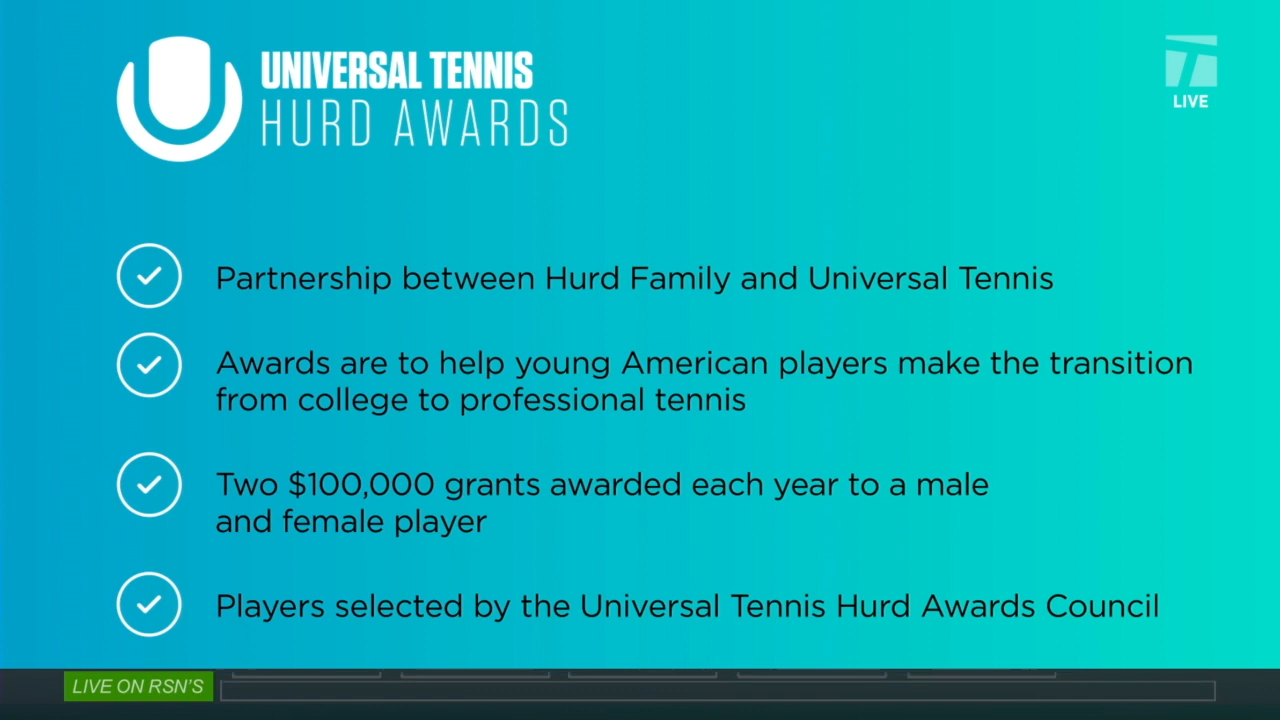 UNIVERSAL TENNIS
HURD AWARDS
LIVE
Partnership between Hurd Family and Universal Tennis
Awards are to help young American players make the transition
from college to professional tennis
Two $100,000 grants awarded each year to a male
and female player
Players selected by the Universal Tennis Hurd Awards Council
LIVE ON RSN'S